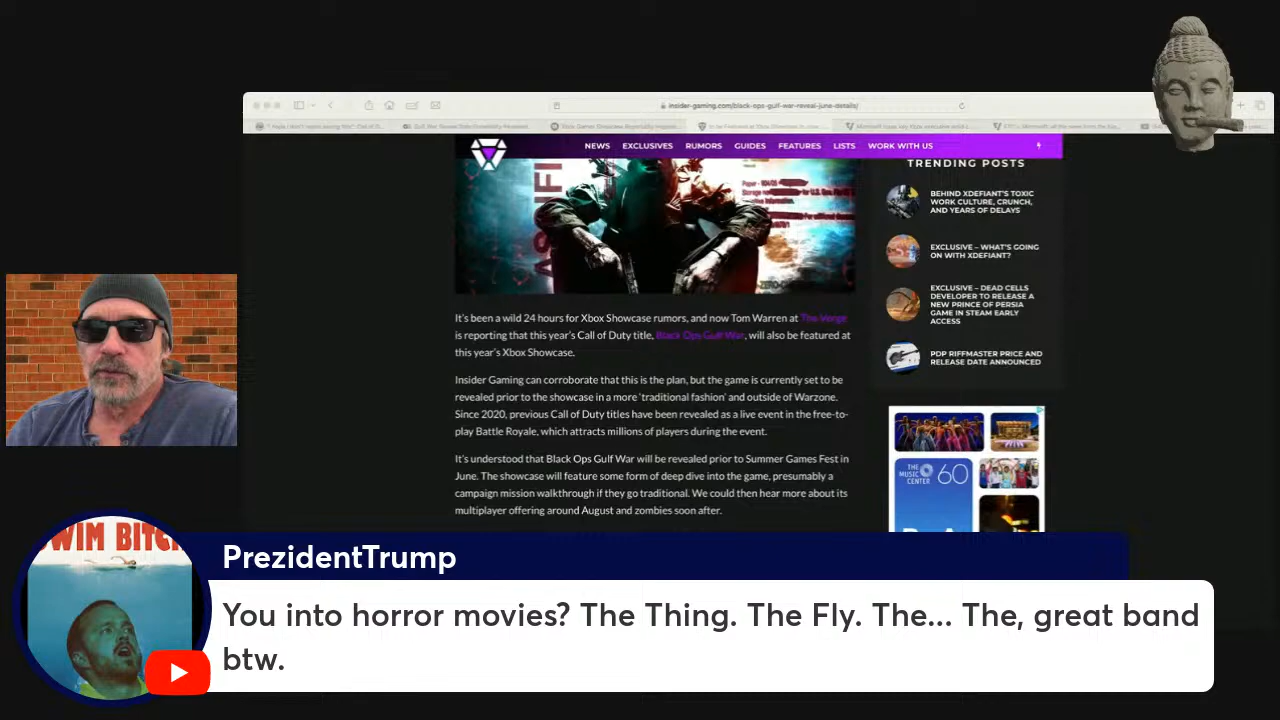 insider-gaming.com/black-ops-gulf-war-reveal-june-details/
NEWS EXCLUSIVES RUMORS GUIDES FEATURES LISTS WORK WITH US
It's been a wild 24 hours for Xbox Showcase rumors, and now Tom Warren at The Verge
is reporting that this year's Call of Duty title, Black Ops Gulf War, will also be featured at
this year's Xbox Showcase.
Insider Gaming can corroborate that this is the plan, but the game is currently set to be
revealed prior to the showcase in a more 'traditional fashion' and outside of Warzone.
Since 2020, previous Call of Duty titles have been revealed as a live event in the free-to-
play Battle Royale, which attracts millions of players during the event.
It's understood that Black Ops Gulf War will be revealed prior to Summer Games Fest in
June. The showcase will feature some form of deep dive into the game, presumably a
campaign mission walkthrough if they go traditional. We could then hear more about its
multiplayer offering around August and zombies soon after.
TRENDING POSTS
BEHIND XDEFIANT'S TOXIC
WORK CULTURE, CRUNCH,
AND YEARS OF DELAYS
EXCLUSIVE – WHAT'S GOING
ON WITH XDEFIANT?
EXCLUSIVE – DEAD CELLS
DEVELOPER TO RELEASE A
NEW PRINCE OF PERSIA
GAME IN STEAM EARLY
ACCESS
PDP RIFFMASTER PRICE AND
RELEASE DATE ANNOUNCED
THE
MUSIC
CENTER
60
PrezidentTrump
You into horror movies? The Thing. The Fly. The... The, great band
btw.